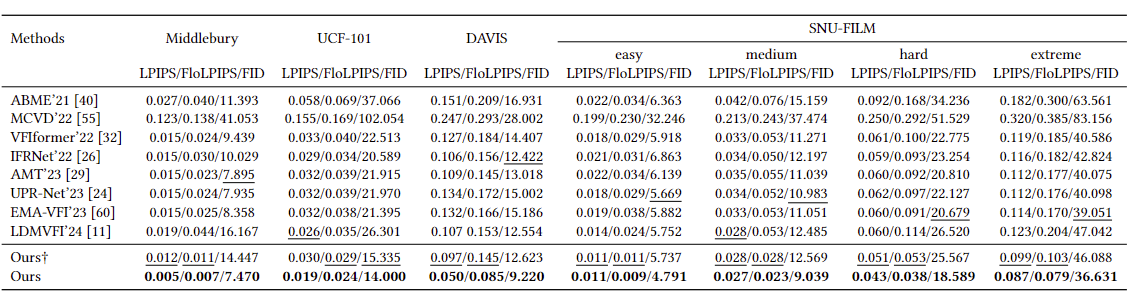 SNU-FILM
Methods Middlebury UCF-101 DAVIS
easy medium hard extreme
LPIPS/FloLPIPS/FID LPIPS/FloLPIPS/FID LPIPS/FloLPIPS/FID LPIPS/FloLPIPS/FID LPIPS/FloLPIPS/FID LPIPS/FloLPIPS/FID LPIPS/FloLPIPS/FID
ABME'21 [40] 0.027/0.040/11.393 0.058/0.069/37.066 0.151/0.209/16.931 0.022/0.034/6.363 0.042/0.076/15.159 0.092/0.168/34.236 0.182/0.300/63.561
MCVD'22 [55] 0.123/0.138/41.053 0.155/0.169/102.054 0.247/0.293/28.002 0.199/0.230/32.246 0.213/0.243/37.474 0.250/0.292/51.529 0.320/0.385/83.156
VFIformer'22 [32] 0.015/0.024/9.439 0.033/0.040/22.513 0.127/0.184/14.407 0.018/0.029/5.918 0.033/0.053/11.271 0.061/0.100/22.775 0.119/0.185/40.586
IFRNet'22 [26] 0.015/0.030/10.029 0.029/0.034/20.589 0.106/0.156/12.422 0.021/0.031/6.863 0.034/0.050/12.197 0.059/0.093/23.254 0.116/0.182/42.824
AMT'23 [29] 0.015/0.023/7.895 0.032/0.039/21.915 0.109/0.145/13.018 0.022/0.034/6.139 0.035/0.055/11.039 0.060/0.092/20.810 0.112/0.177/40.075
UPR-Net'23 [24] 0.015/0.024/7.935 0.032/0.039/21.970 0.134/0.172/15.002 0.018/0.029/5.669 0.034/0.052/10.983 0.062/0.097/22.127 0.112/0.176/40.098
EMA-VFI'23 [60] 0.015/0.025/8.358 0.032/0.038/21.395 0.132/0.166/15.186 0.019/0.038/5.882 0.033/0.053/11.051 0.060/0.091/20.679 0.114/0.170/39.051
LDMVFI'24 [11] 0.019/0.044/16.167 0.026/0.035/26.301 0.107 0.153/12.554 0.014/0.024/5.752 0.028/0.053/12.485 0.060/0.114/26.520 0.123/0.204/47.042
Ours† 0.012/0.011/14.447 0.030/0.029/15.335 0.097/0.145/12.623 0.011/0.011/5.737 0.028/0.028/12.569 0.051/0.053/25.567 0.099/0.103/46.088
Ours 0.005/0.007/7.470 0.019/0.024/14.000 0.050/0.085/9.220 0.011/0.009/4.791 0.027/0.023/9.039 0.043/0.038/18.589 0.087/0.079/36.631